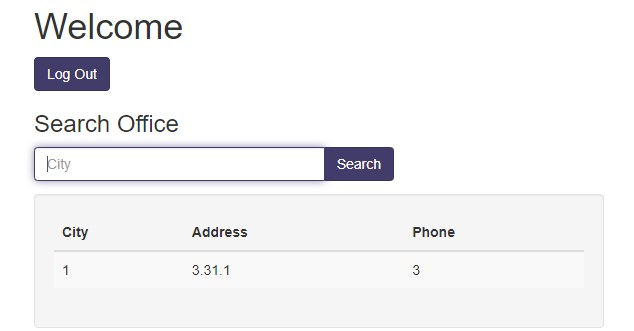 Welcome
Log Out
Search Office
City Search
City Address Phone
1 3.31.1 3